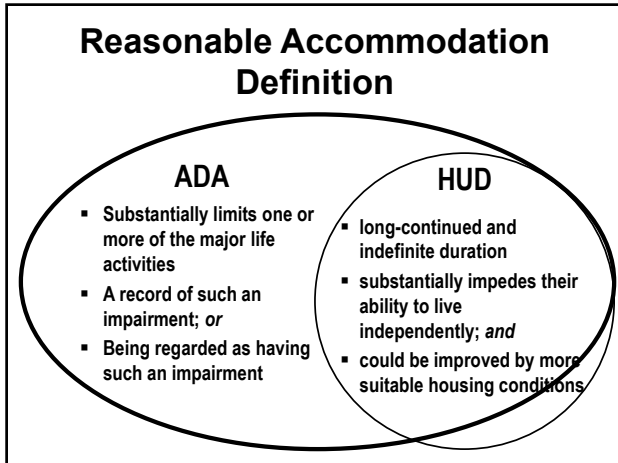 Reasonable Accommodation
Definition
ADA
▪ Substantially limits one or
more of the major life
activities
▪ A record of such an
impairment; or
▪ Being regarded as having
such an impairment
HUD
▪ long-continued and
indefinite duration
▪ substantially impedes their
ability to live
independently; and
▪ could be improved by more
suitable housing conditions